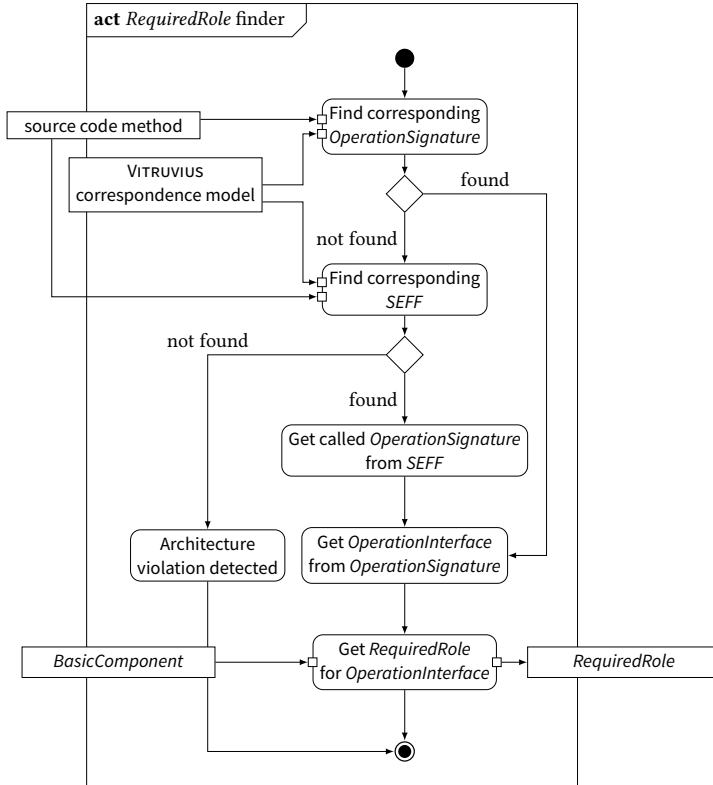 act RequiredRole finder
Find corresponding
OperationSignature
source code method
VITRUVIUS
correspondence model
found
not found
Find corresponding
SEFF
not found
found
Get called OperationSignature
from SEFF
Architecture
violation detected
Get OperationInterface
from OperationSignature
BasicComponent
Get RequiredRole
for OperationInterface
RequiredRole